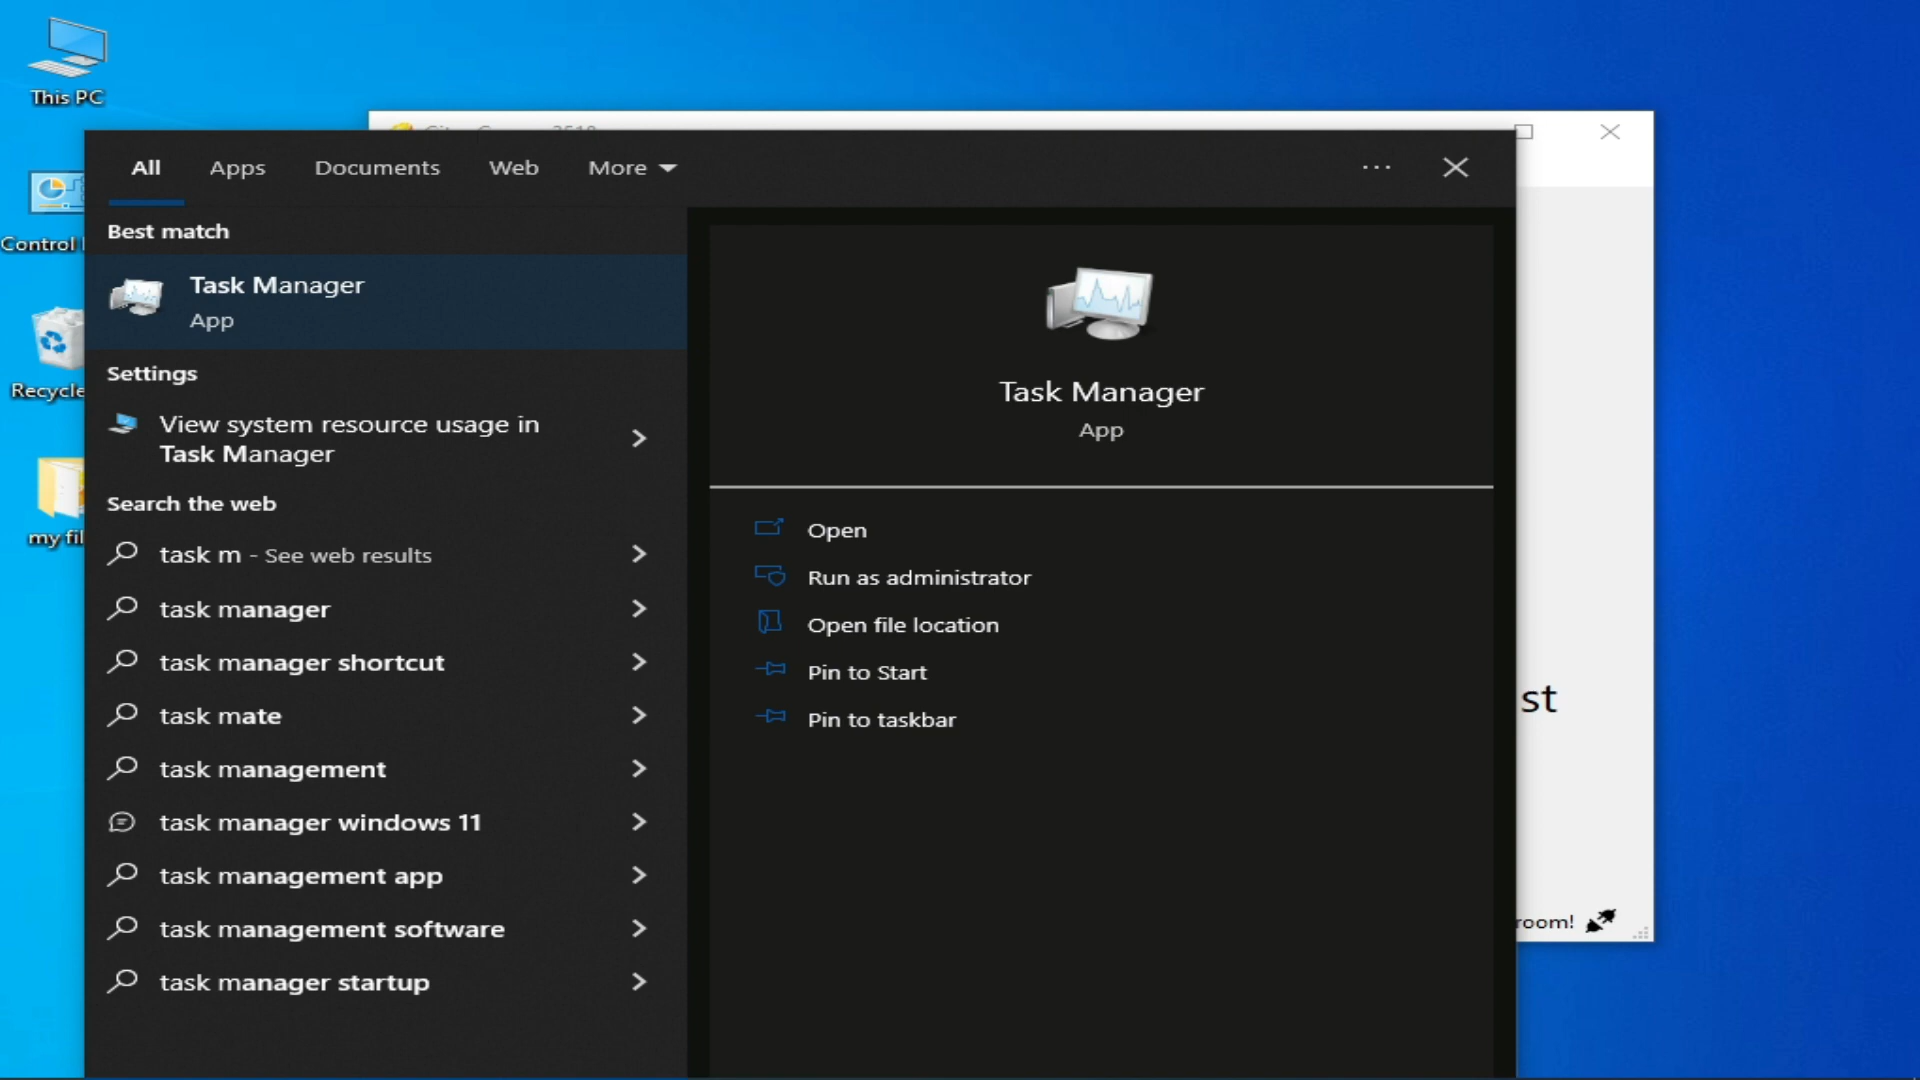 This PC
All
Apps
Documents
Web
More
Best match
Task Manager
App
Settings
View system resource usage in
Task Manager
Search the web
task m - See web results
task manager
task manager shortcut
task mate
task management
task manager windows 11
task management app
task management software
task manager startup
Task Manager
App
Open
Run as administrator
Open file location
Pin to Start
Pin to taskbar
Control
Recycle
my fil
st
room!